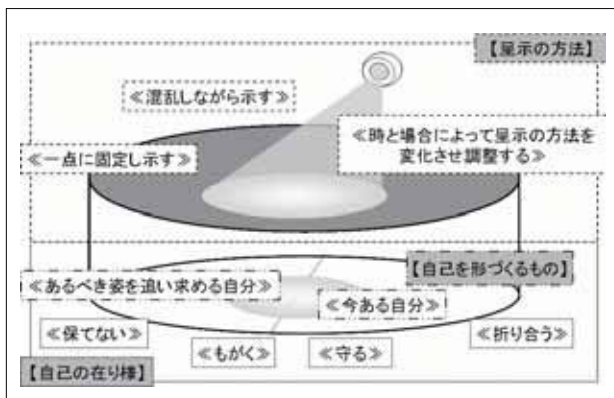 【呈示の方法】
≪混乱しながら示す≫
≪時と場合によって呈示の方法を
変化させ調整する≫
≪一点に固定し示す≫
【自己を形づくるもの】
≪あるべき姿を追い求める自分≫
≪今ある自分≫
≪保てない≫
≪もがく≫
≪守る≫
≪折り合う≫
【自己の在り様】